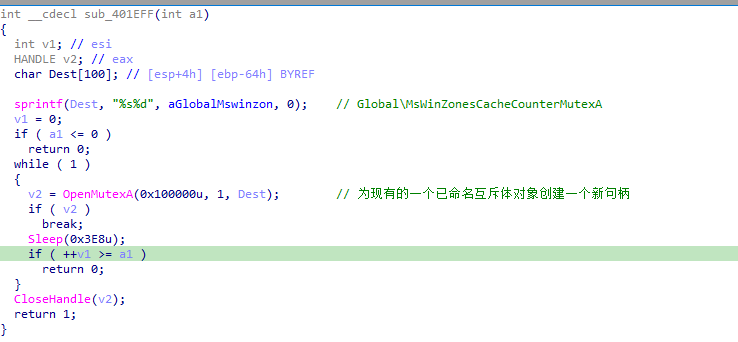 int __cdecl sub_401EFF(int a1)
{
  int v1; // esi
  HANDLE v2; // eax
  char Dest[100]; // [esp+4h] [ebp-64h] BYREF

  sprintf(Dest, "%s%d", aGlobalMswinzon, 0);    // Global\MsWinZonesCacheCounterMutexA
  v1 = 0;
  if ( a1 <= 0 )
    return 0;
  while ( 1 )
  {
    v2 = OpenMutexA(0x100000u, 1, Dest);        // 为现有的一个已命名互斥体对象创建一个新句柄
    if ( v2 )
      break;
    Sleep(0x3E8u);
    if ( ++v1 >= a1 )
      return 0;
  }
  CloseHandle(v2);
  return 1;
}